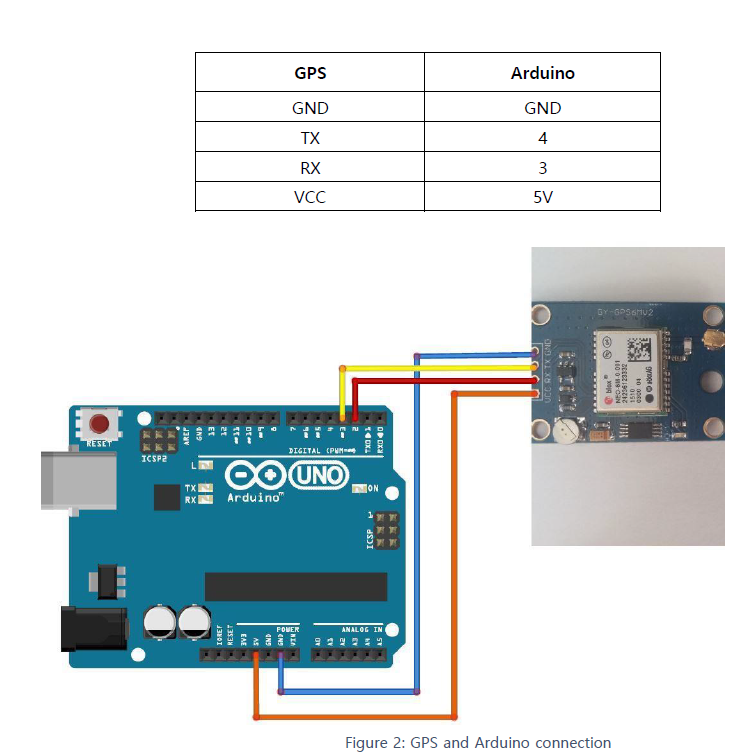 GPS Arduino
GND GND
TX 4
RX 3
VCC 5V
GY-GPS6MV2
VCC RX TX GND
u-blox
NEO-6M-0-001
RESET
ICSP2
AREF
GND
13
12
~11
~10
~9
8
7
~6
~5
4
~3
2
TX0 1
RX0 0
DIGITAL (PWM=~)
L
TX
RX
UNO
Arduino™
ON
1
ICSP
IOREF
RESET
3V3
5V
GND
GND
VIN
POWER
ANALOG IN
A0
A1
A2
A3
A4
A5
Figure 2: GPS and Arduino connection